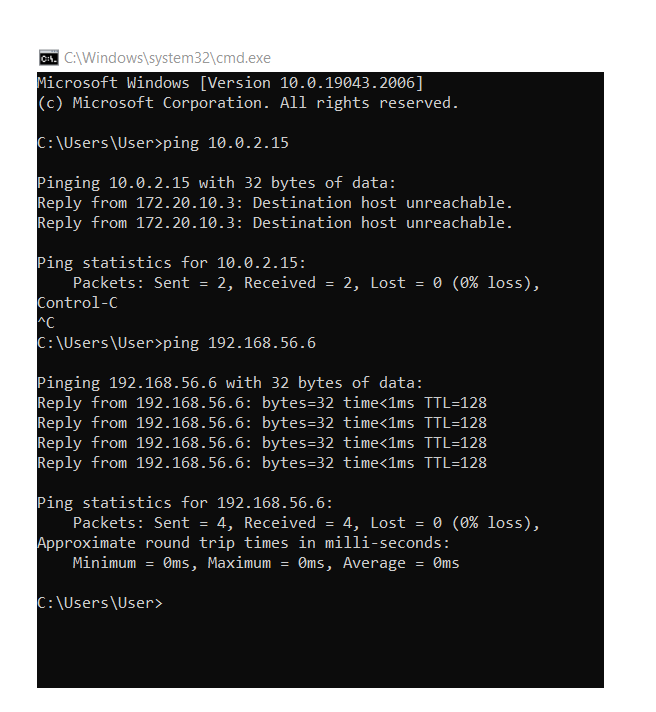 C:\Windows\system32\cmd.exe
Microsoft Windows [Version 10.0.19043.2006]
(c) Microsoft Corporation. All rights reserved.
C:\Users\User>ping 10.0.2.15
Pinging 10.0.2.15 with 32 bytes of data:
Reply from 172.20.10.3: Destination host unreachable.
Reply from 172.20.10.3: Destination host unreachable.
Ping statistics for 10.0.2.15:
    Packets: Sent = 2, Received = 2, Lost = 0 (0% loss),
Control-C
^C
C:\Users\User>ping 192.168.56.6
Pinging 192.168.56.6 with 32 bytes of data:
Reply from 192.168.56.6: bytes=32 time<1ms TTL=128
Reply from 192.168.56.6: bytes=32 time<1ms TTL=128
Reply from 192.168.56.6: bytes=32 time<1ms TTL=128
Reply from 192.168.56.6: bytes=32 time<1ms TTL=128
Ping statistics for 192.168.56.6:
    Packets: Sent = 4, Received = 4, Lost = 0 (0% loss),
Approximate round trip times in milli-seconds:
    Minimum = 0ms, Maximum = 0ms, Average = 0ms
C:\Users\User>